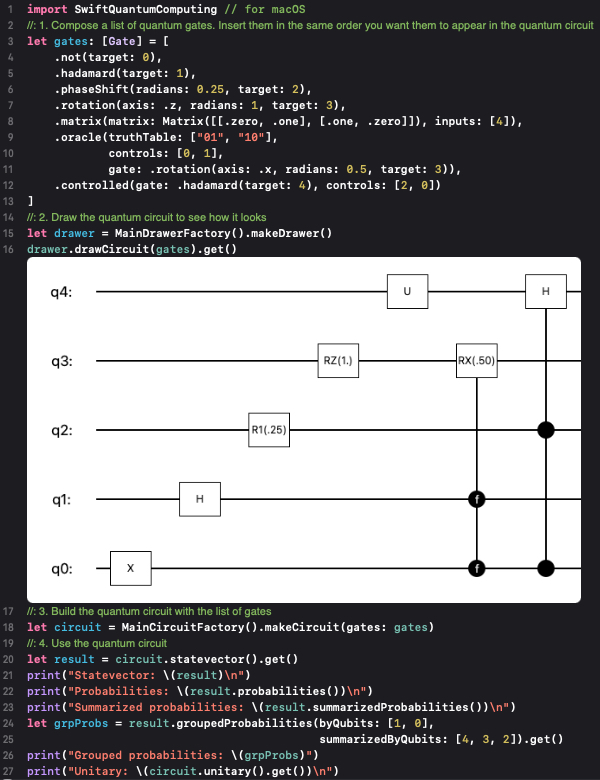 1 import SwiftQuantumComputing // for macOS
2 //: 1. Compose a list of quantum gates. Insert them in the same order you want them to appear in the quantum circuit
3 let gates: [Gate] = [
4     .not(target: 0),
5     .hadamard(target: 1),
6     .phaseShift(radians: 0.25, target: 2),
7     .rotation(axis: .z, radians: 1, target: 3),
8     .matrix(matrix: Matrix([[.zero, .one], [.one, .zero]]), inputs: [4]),
9     .oracle(truthTable: ["01", "10"],
10             controls: [0, 1],
11             gate: .rotation(axis: .x, radians: 0.5, target: 3)),
12     .controlled(gate: .hadamard(target: 4), controls: [2, 0])
13 ]
14 //: 2. Draw the quantum circuit to see how it looks
15 let drawer = MainDrawerFactory().makeDrawer()
16 drawer.drawCircuit(gates).get()
q4: U H
q3: RZ(1.) RX(.50)
q2: R1(.25)
q1: H f
q0: X f
17 //: 3. Build the quantum circuit with the list of gates
18 let circuit = MainCircuitFactory().makeCircuit(gates: gates)
19 //: 4. Use the quantum circuit
20 let result = circuit.statevector().get()
21 print("Statevector: \(result)\n")
22 print("Probabilities: \(result.probabilities())\n")
23 print("Summarized probabilities: \(result.summarizedProbabilities())\n")
24 let grpProbs = result.groupedProbabilities(byQubits: [1, 0],
25                                            summarizedByQubits: [4, 3, 2]).get()
26 print("Grouped probabilities: \(grpProbs)")
27 print("Unitary: \(circuit.unitary().get())\n")